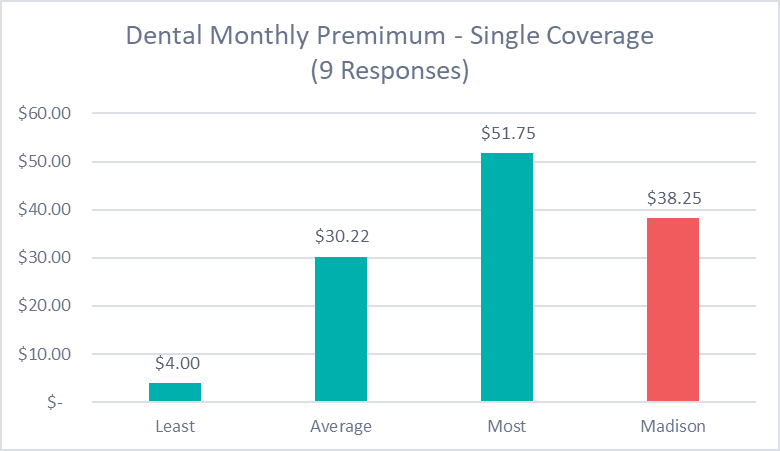 Dental Monthly Premimum - Single Coverage
(9 Responses)
$60.00
$50.00
$40.00
$30.00
$20.00
$10.00
$-
$4.00
$30.22
$51.75
$38.25
Least
Average
Most
Madison